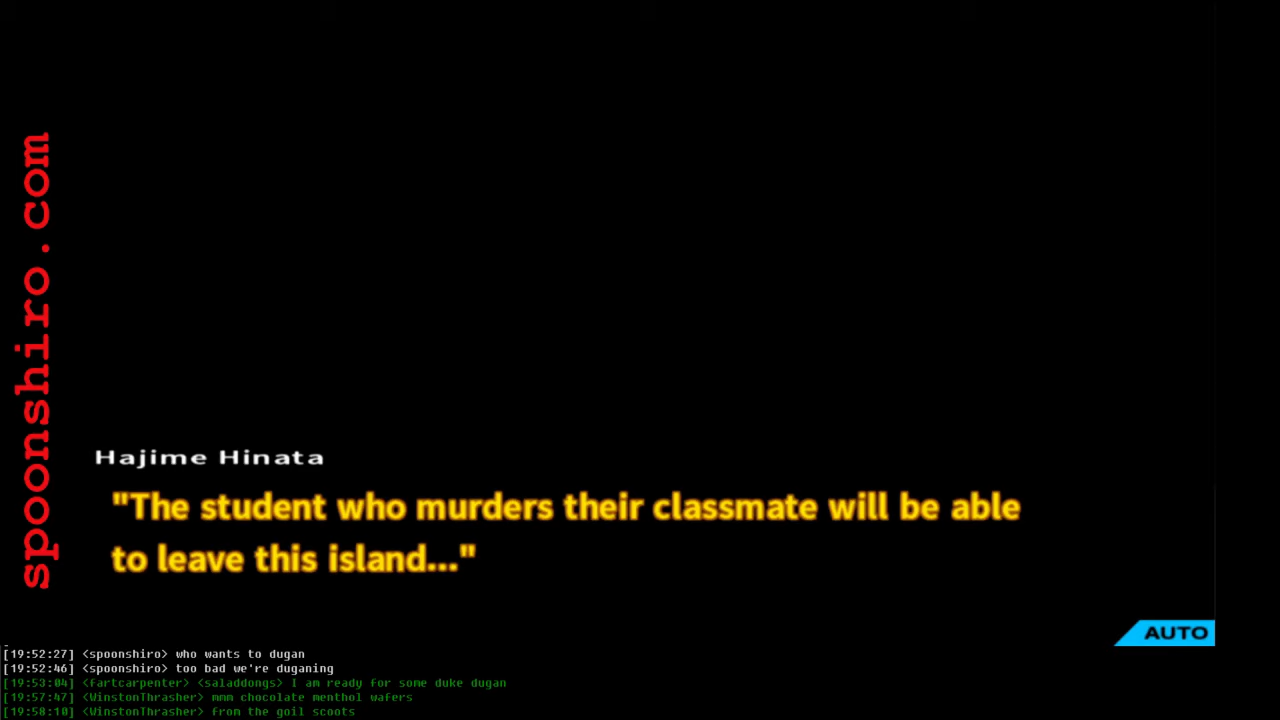 spoonshiro.com
Hajime Hinata
"The student who murders their classmate will be able
to leave this island..."
AUTO
[19:52:27] <spoonshiro> who wants to dugan
[19:52:46] <spoonshiro> too bad we're duganing
[19:53:04] <fartcarpenter> <saladdongs> I am ready for some duke dugan
[19:57:47] <WinstonThrasher> mmm chocolate menthol wafers
[19:58:10] <WinstonThrasher> from the goil scoots